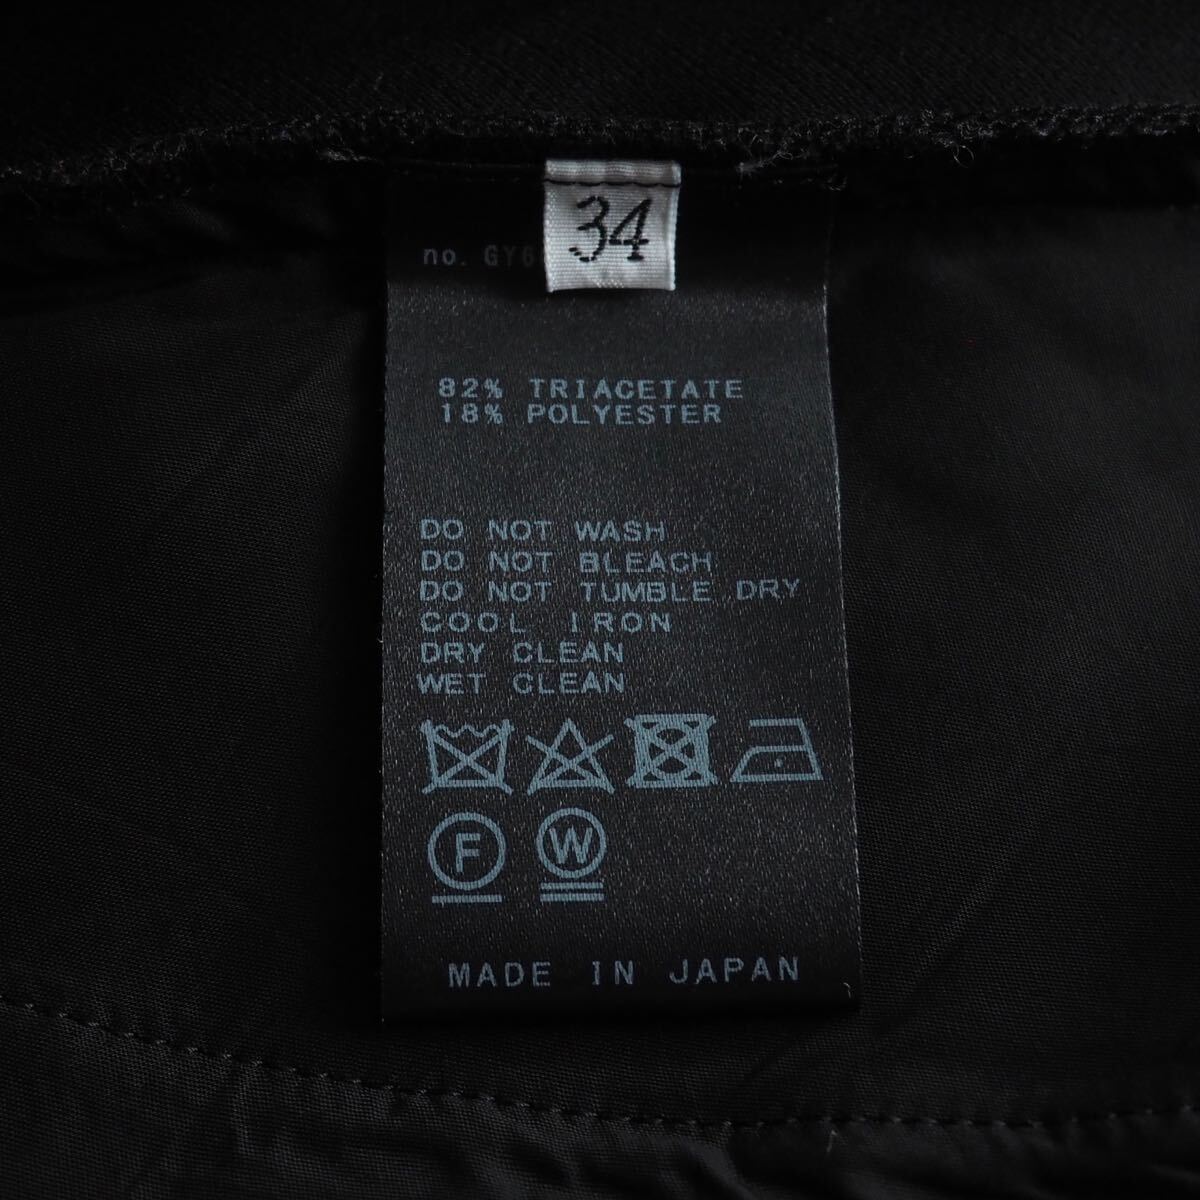 34
no.
82% TRIACETATE
18% POLYESTER
DO NOT WASH
DO NOT BLEACH
DO NOT TUMBLE DRY
COOL IRON
DRY CLEAN
WET CLEAN
F W
MADE IN JAPAN